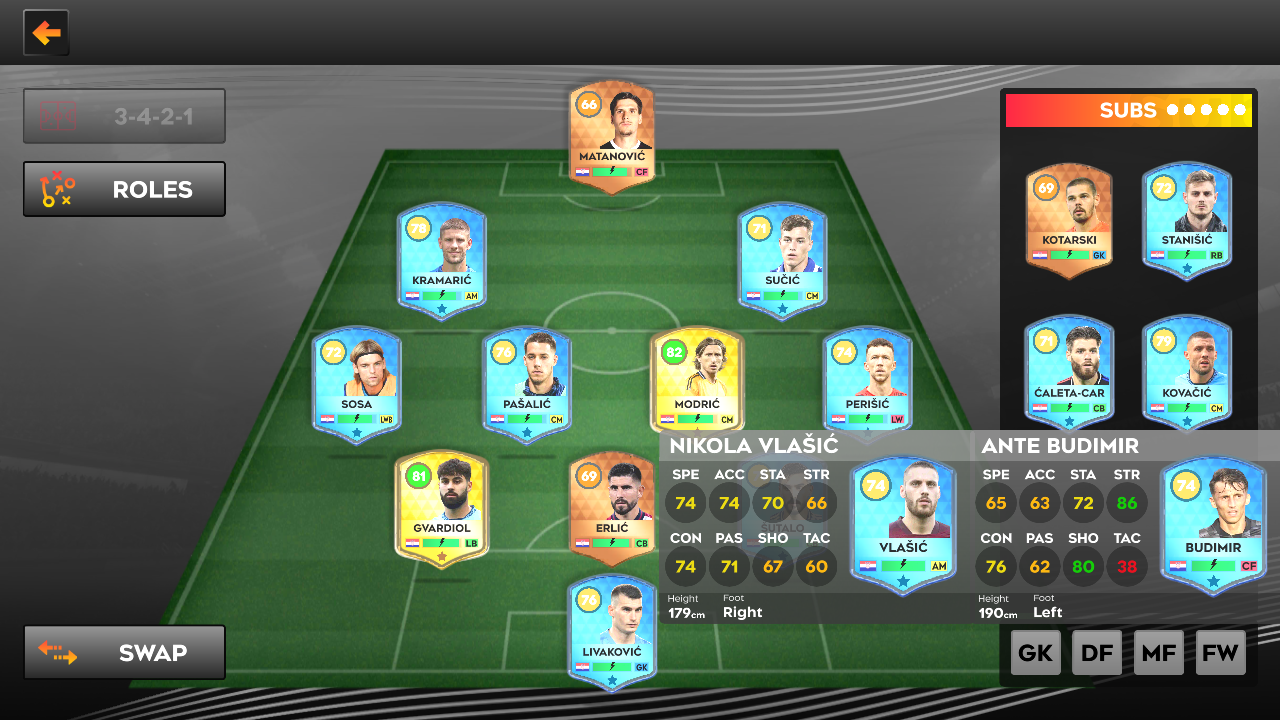 3-4-2-1
ROLES
SUBS
66
MATANOVIĆ
CF
78
KRAMARIĆ
AM
71
SUČIĆ
CM
72
SOSA
LWB
76
PAŠALIĆ
CM
82
MODRIĆ
CM
74
PERIŠIĆ
LW
81
GVARDIOL
LB
69
ERLIĆ
CB
ŠUTALO
76
LIVAKOVIĆ
GK
69
KOTARSKI
GK
72
STANIŠIĆ
RB
71
ĆALETA-CAR
CB
79
KOVAČIĆ
CM
NIKOLA VLAŠIĆ
SPE ACC STA STR
74 74 70 66
CON PAS SHO TAC
74 71 67 60
Height Foot
179cm Right
74
VLAŠIĆ
AM
ANTE BUDIMIR
SPE ACC STA STR
65 63 72 86
CON PAS SHO TAC
76 62 80 38
Height Foot
190cm Left
74
BUDIMIR
CF
SWAP
GK DF MF FW